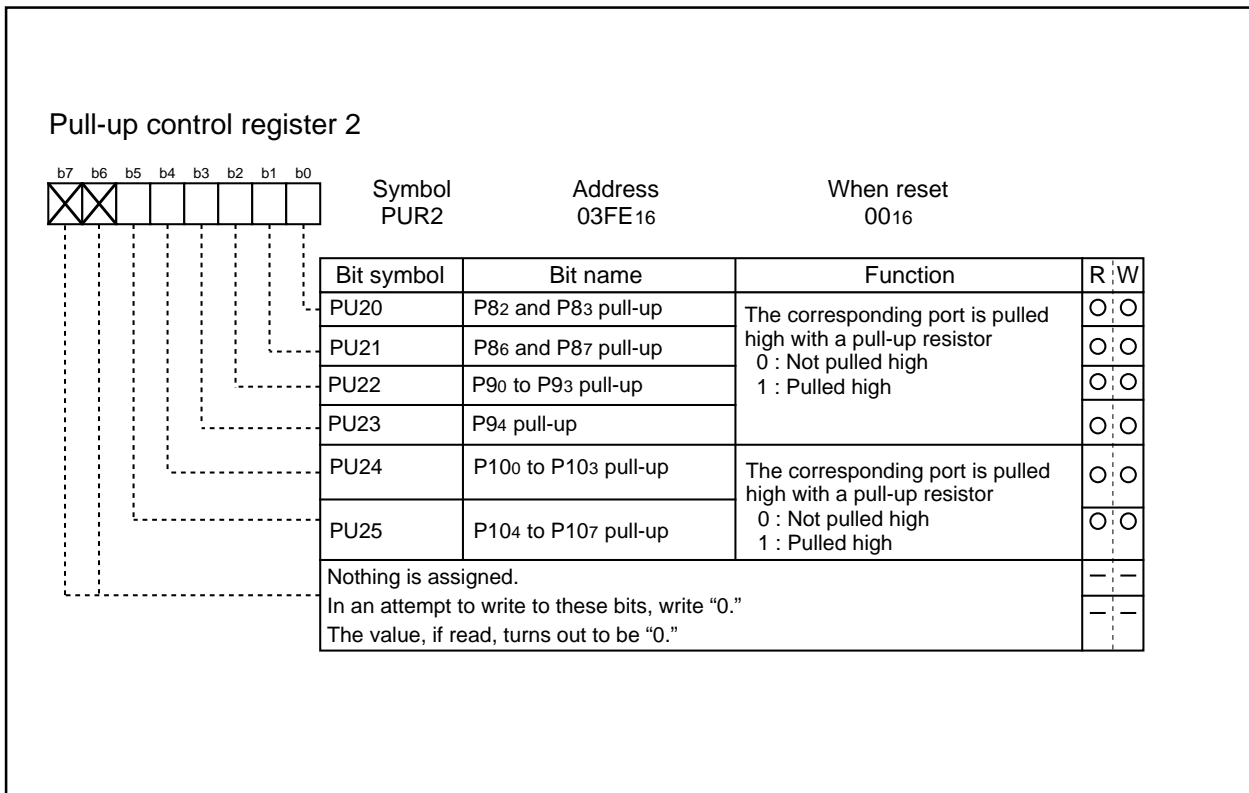 Pull-up control register 2
b7 b6 b5 b4 b3 b2 b1 b0
Symbol Address When reset
PUR2 03FE16 0016
Bit symbol Bit name Function R W
PU20 P82 and P83 pull-up The corresponding port is pulled
high with a pull-up resistor
0 : Not pulled high
1 : Pulled high
PU21 P86 and P87 pull-up
PU22 P90 to P93 pull-up
PU23 P94 pull-up
PU24 P100 to P103 pull-up The corresponding port is pulled
high with a pull-up resistor
0 : Not pulled high
1 : Pulled high
PU25 P104 to P107 pull-up
Nothing is assigned.
In an attempt to write to these bits, write “0.”
The value, if read, turns out to be “0.”